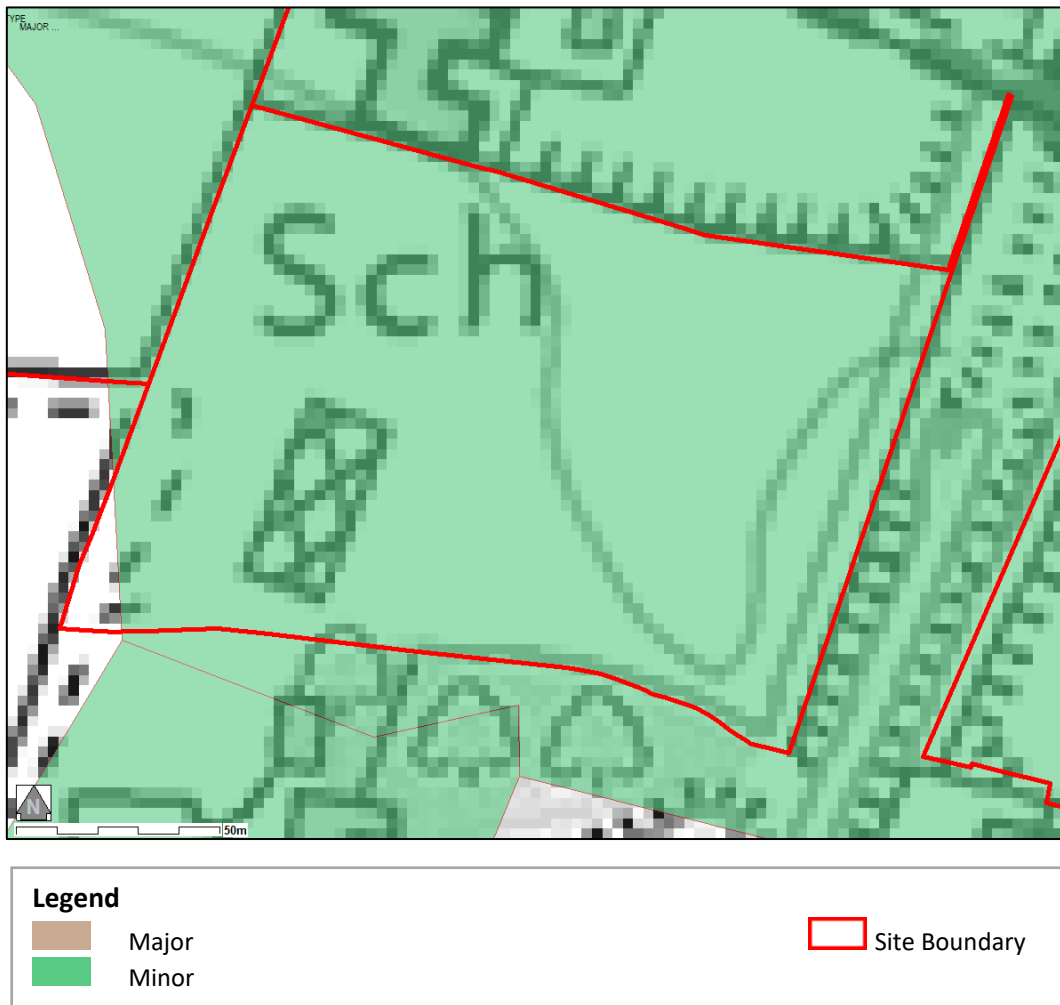 TYPE
MAJOR ...
Sch
N
50m
Legend
Major
Site Boundary
Minor